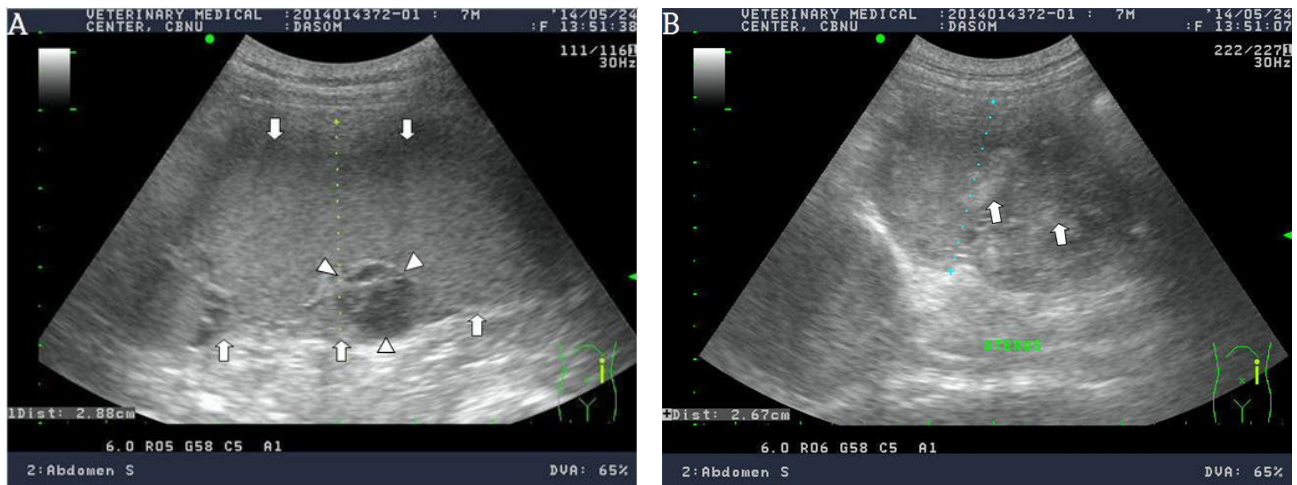 A
VETERINARY MEDICAL :2014014372-01 : 7M '14/05/24
CENTER, CBNU :DASOM :F 13:51:38
111/116
30Hz
1Dist: 2.88cm
6.0 R05 G58 C5 A1
2:Abdomen S DVA: 65%
B
VETERINARY MEDICAL :2014014372-01 : 7M '14/05/24
CENTER, CBNU :DASOM :F 13:51:07
222/227
30Hz
UTERUS
+Dist: 2.67cm
6.0 R06 G58 C5 A1
2:Abdomen S DVA: 65%